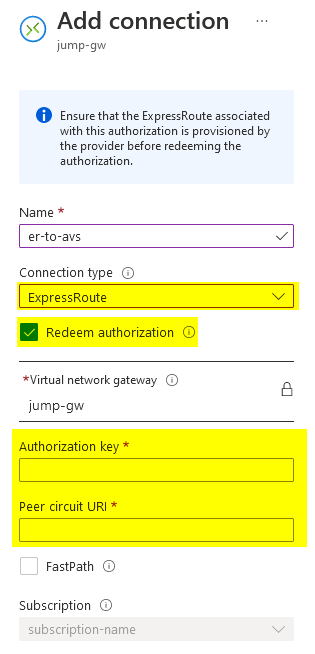 Add connection ...
jump-gw
Ensure that the ExpressRoute associated
with this authorization is provisioned by
the provider before redeeming the
authorization.
Name *
er-to-avs
Connection type
ExpressRoute
Redeem authorization
*Virtual network gateway
jump-gw
Authorization key *
Peer circuit URI *
FastPath
Subscription
subscription-name